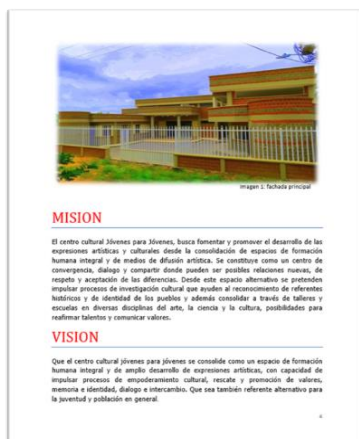 Imagen 1: fachada principal
MISION
El centro cultural Jóvenes para Jóvenes, busca fomentar y promover el desarrollo de las
expresiones artísticas y culturales desde la consolidación de espacios de formación
humana integral y de medios de difusión artística. Se constituye como un centro de
convergencia, dialogo y compartir donde pueden ser posibles relaciones nuevas, de
respeto y aceptación de las diferencias. Desde este espacio alternativo se pretenden
impulsar procesos de investigación cultural que ayuden al reconocimiento de referentes
históricos y de identidad de los pueblos y además consolidar a través de talleres y
escuelas en diversas disciplinas del arte, la ciencia y la cultura, posibilidades para
reafirmar talentos y comunicar valores.
VISION
Que el centro cultural jóvenes para jóvenes se consolide como un espacio de formación
humana integral y de amplio desarrollo de expresiones artísticas, con capacidad de
impulsar procesos de empoderamiento cultural, rescate y promoción de valores,
memoria e identidad, dialogo e intercambio. Que sea también referente alternativo para
la juventud y población en general.